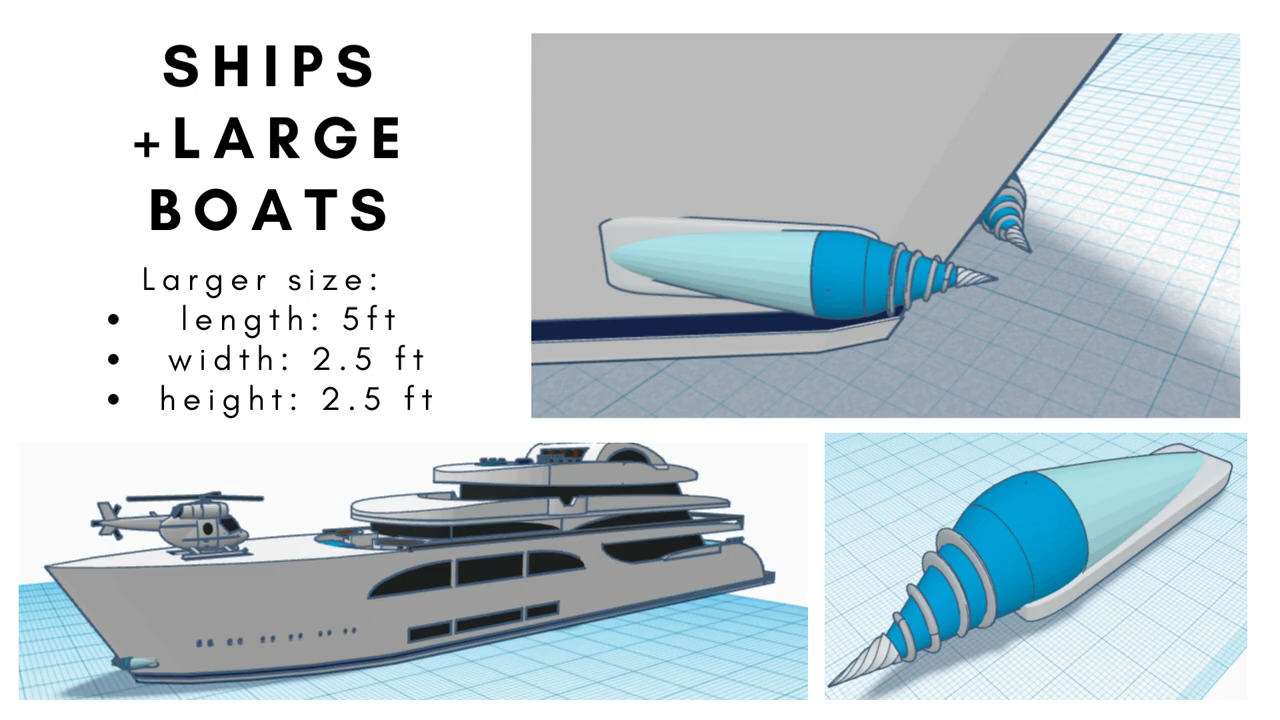 SHIPS
+LARGE
BOATS
Larger size:
• length: 5ft
• width: 2.5 ft
• height: 2.5 ft